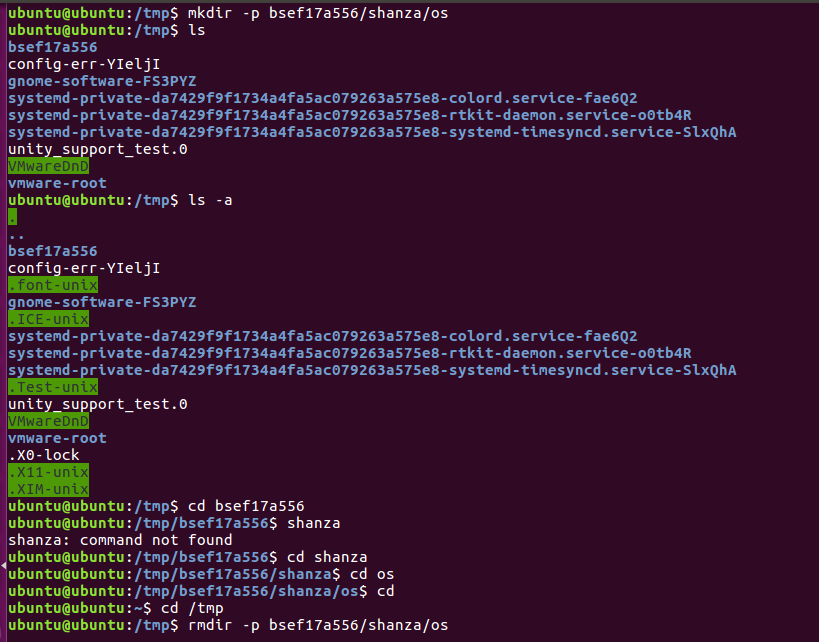 ubuntu@ubuntu:/tmp$ mkdir -p bsef17a556/shanza/os
ubuntu@ubuntu:/tmp$ ls
bsef17a556
config-err-YIeljI
gnome-software-FS3PYZ
systemd-private-da7429f9f1734a4fa5ac079263a575e8-colord.service-fae6Q2
systemd-private-da7429f9f1734a4fa5ac079263a575e8-rtkit-daemon.service-o0tb4R
systemd-private-da7429f9f1734a4fa5ac079263a575e8-systemd-timesyncd.service-SlxQhA
unity_support_test.0
VMwareDnD
vmware-root
ubuntu@ubuntu:/tmp$ ls -a
.
..
bsef17a556
config-err-YIeljI
.font-unix
gnome-software-FS3PYZ
.ICE-unix
systemd-private-da7429f9f1734a4fa5ac079263a575e8-colord.service-fae6Q2
systemd-private-da7429f9f1734a4fa5ac079263a575e8-rtkit-daemon.service-o0tb4R
systemd-private-da7429f9f1734a4fa5ac079263a575e8-systemd-timesyncd.service-SlxQhA
.Test-unix
unity_support_test.0
VMwareDnD
vmware-root
.X0-lock
.X11-unix
.XIM-unix
ubuntu@ubuntu:/tmp$ cd bsef17a556
ubuntu@ubuntu:/tmp/bsef17a556$ shanza
shanza: command not found
ubuntu@ubuntu:/tmp/bsef17a556$ cd shanza
ubuntu@ubuntu:/tmp/bsef17a556/shanza$ cd os
ubuntu@ubuntu:/tmp/bsef17a556/shanza/os$ cd
ubuntu@ubuntu:~$ cd /tmp
ubuntu@ubuntu:/tmp$ rmdir -p bsef17a556/shanza/os